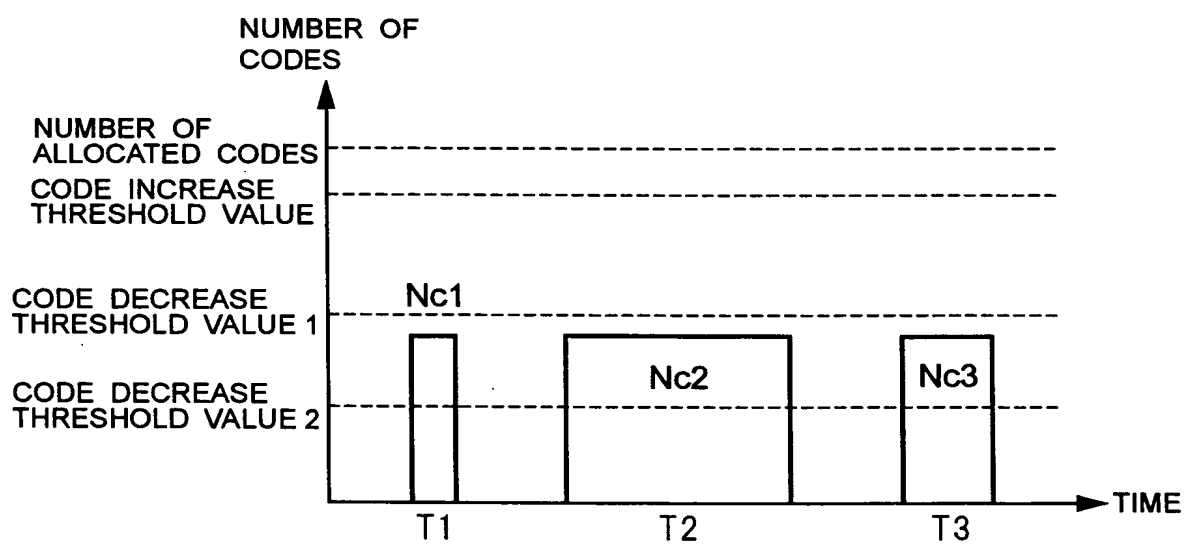 NUMBER OF
CODES
NUMBER OF
ALLOCATED CODES
CODE INCREASE
THRESHOLD VALUE
CODE DECREASE
THRESHOLD VALUE 1
Nc1
CODE DECREASE
THRESHOLD VALUE 2
Nc2
Nc3
TIME
T1
T2
T3